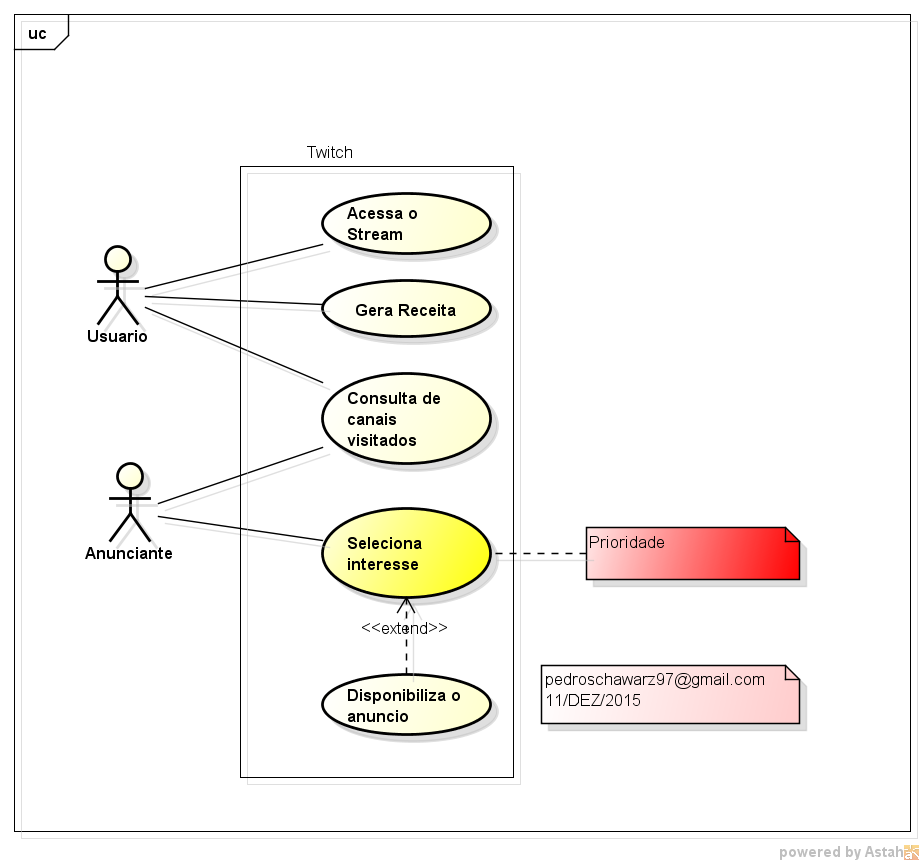 uc
Twitch
Acessa o
Stream
Gera Receita
Usuario
Consulta de
canais
visitados
Anunciante
Seleciona
interesse
Prioridade
<<extend>>
Disponibiliza o
anuncio
pedroschawarz97@gmail.com
11/DEZ/2015
powered by Astah